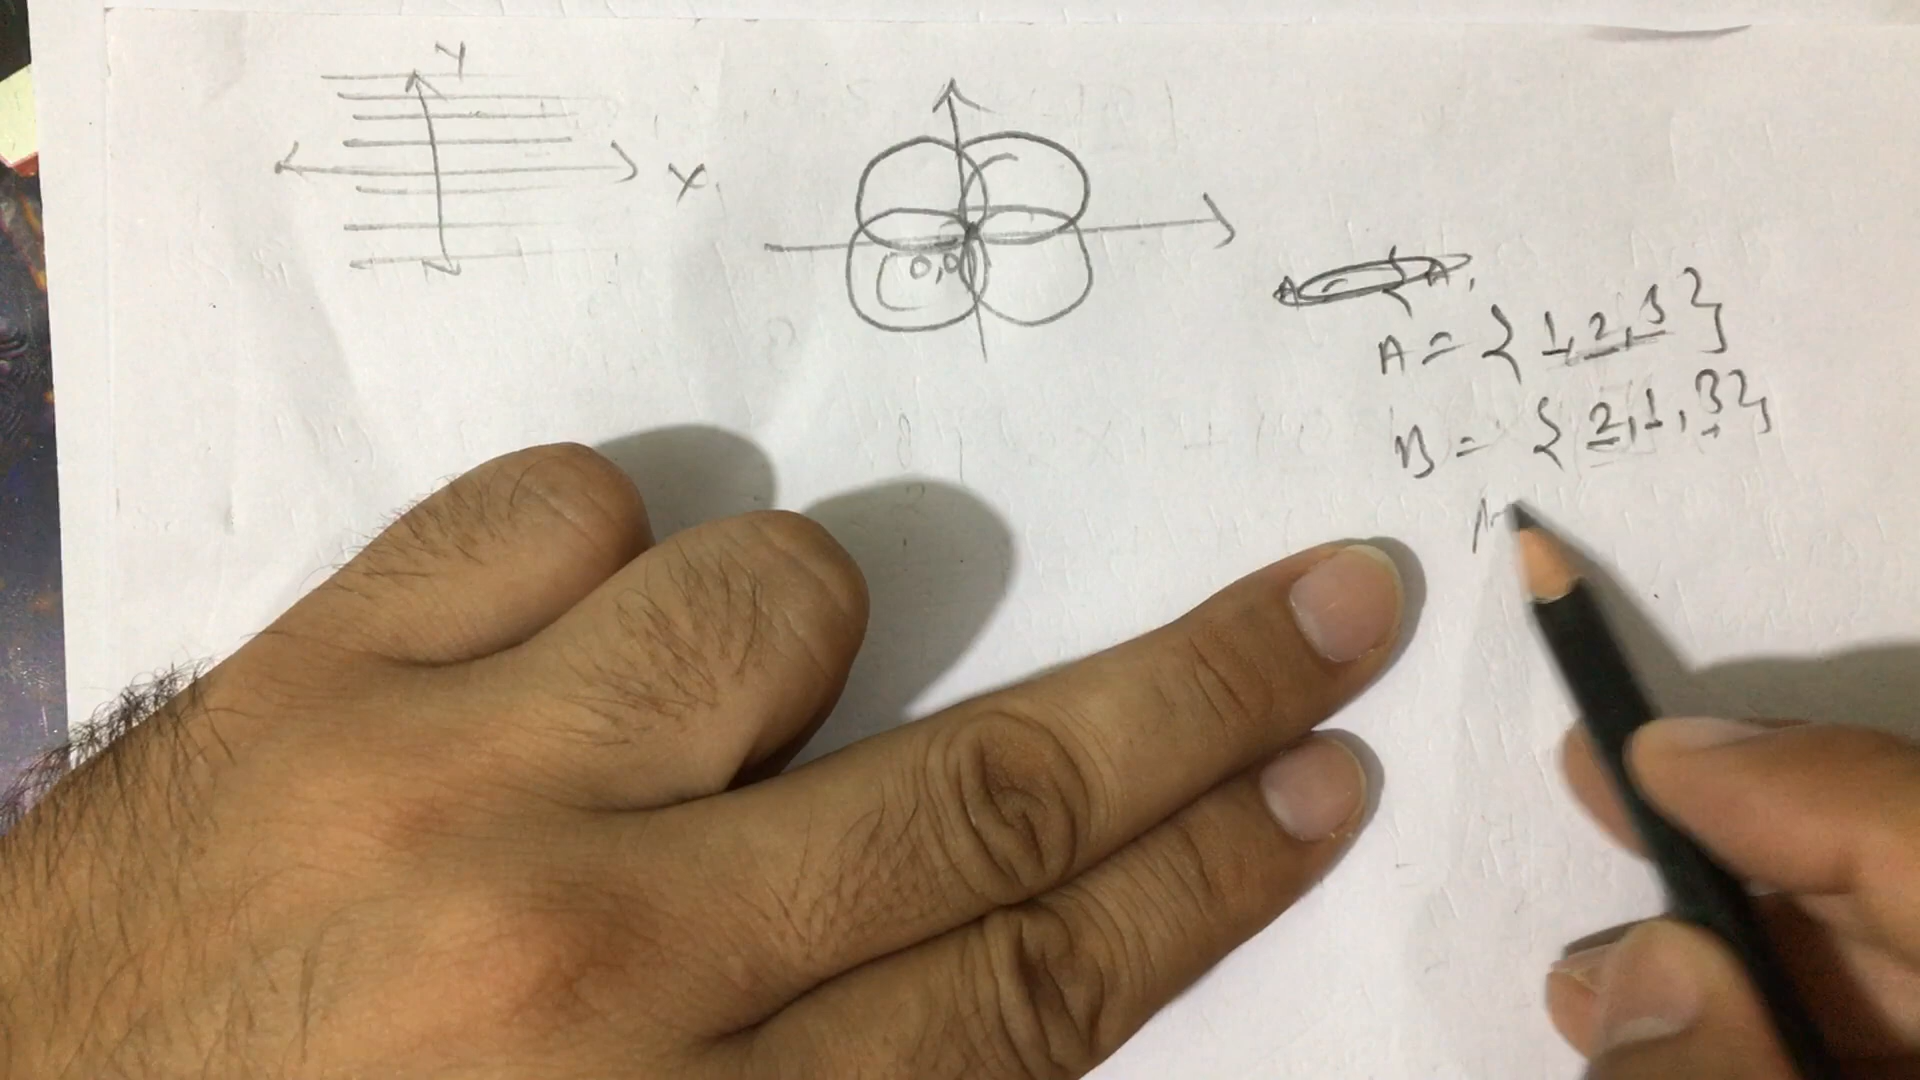 Y
X
0,0
A = { 1, 2, 3 }
B = { 2, 1, 3 },